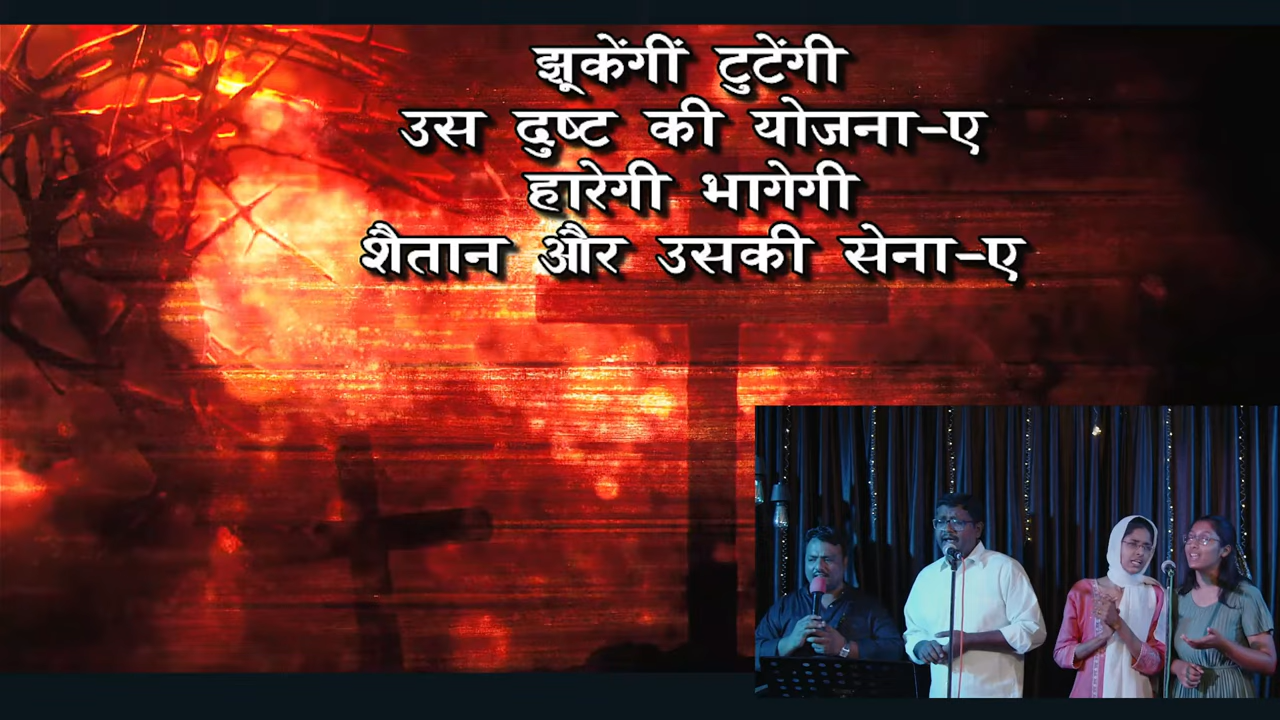 झूकेंगीं टुटेंगी
उस दुष्ट की योजना-ए
हारेगी भागेगी
शैतान और उसकी सेना-ए